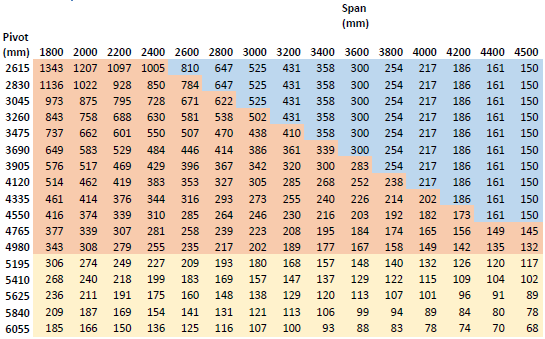 Span
(mm)
Pivot
(mm) 1800 2000 2200 2400 2600 2800 3000 3200 3400 3600 3800 4000 4200 4400 4500
2615 1343 1207 1097 1005 810 647 525 431 358 300 254 217 186 161 150
2830 1136 1022 928 850 784 647 525 431 358 300 254 217 186 161 150
3045 973 875 795 728 671 622 525 431 358 300 254 217 186 161 150
3260 843 758 688 630 581 538 502 431 358 300 254 217 186 161 150
3475 737 662 601 550 507 470 438 410 358 300 254 217 186 161 150
3690 649 583 529 484 446 414 386 361 339 300 254 217 186 161 150
3905 576 517 469 429 396 367 342 320 300 283 254 217 186 161 150
4120 514 462 419 383 353 327 305 285 268 252 238 217 186 161 150
4335 461 414 376 344 316 293 273 255 240 226 214 202 186 161 150
4550 416 374 339 310 285 264 246 230 216 203 192 182 173 161 150
4765 377 339 307 281 258 239 223 208 195 184 174 165 156 149 145
4980 343 308 279 255 235 217 202 189 177 167 158 149 142 135 132
5195 306 274 249 227 209 193 180 168 157 148 140 132 126 120 117
5410 268 240 218 199 183 169 157 147 137 129 122 115 109 104 102
5625 236 211 191 175 160 148 138 129 120 113 107 101 96 91 89
5840 209 187 169 154 141 131 121 113 106 99 94 89 84 80 78
6055 185 166 150 136 125 116 107 100 93 88 83 78 74 70 68